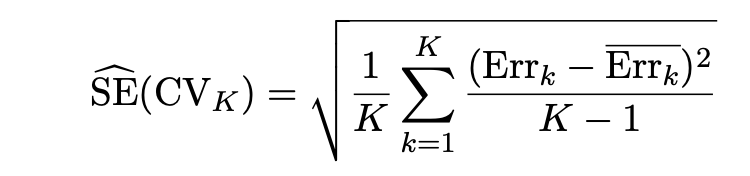 $\widehat{\mathrm{SE}}(\mathrm{CV}_K) = \sqrt{\frac{1}{K} \sum_{k=1}^{K} \frac{(\mathrm{Err}_k - \overline{\mathrm{Err}_k})^2}{K-1}}$